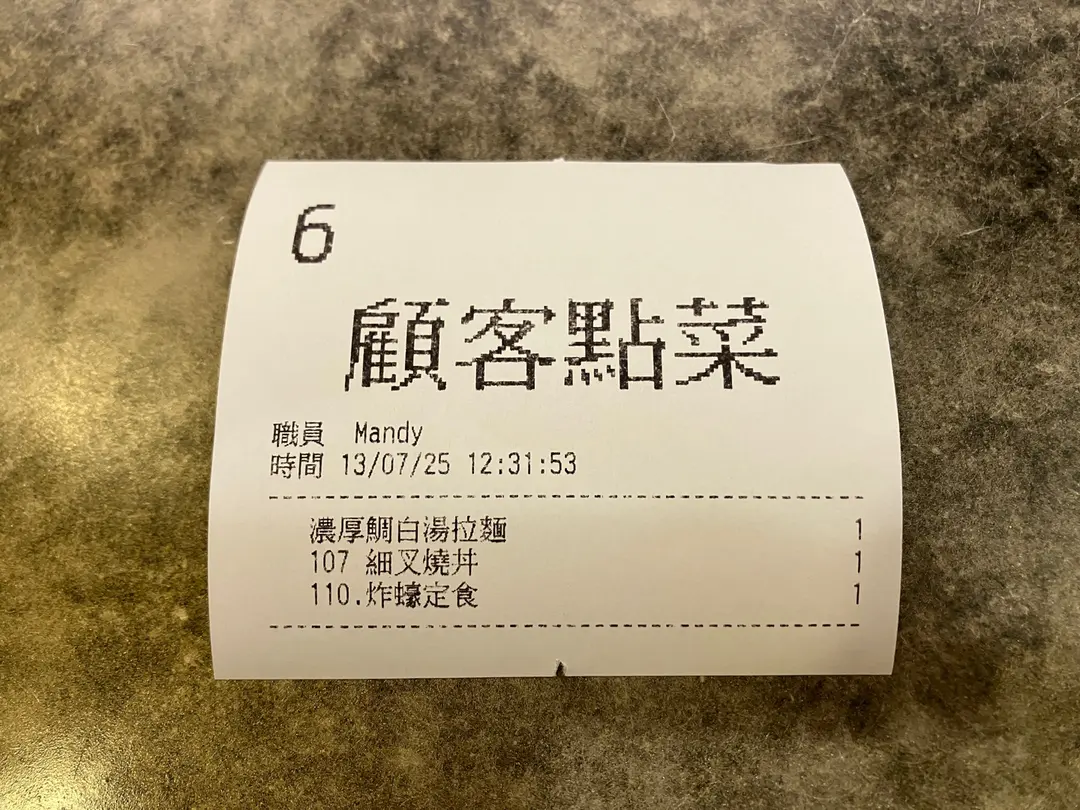 6
顧客點菜
職員 Mandy
時間 13/07/25 12:31:53
濃厚鯛白湯拉麵 1
107 細叉燒丼 1
110.炸蠔定食 1